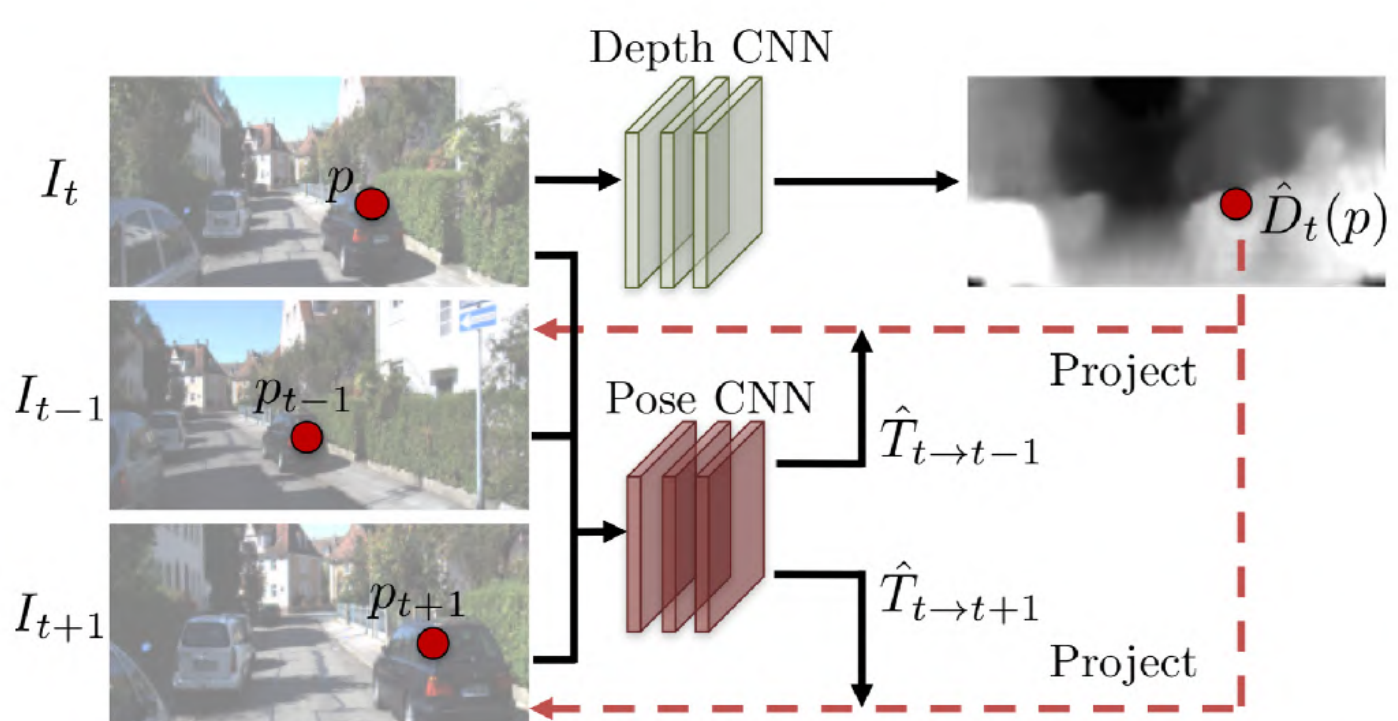 Depth CNN
I_t
p
D̂_t(p)
Project
I_{t−1}
p_{t−1}
Pose CNN
T̂_{t→t−1}
I_{t+1}
p_{t+1}
T̂_{t→t+1}
Project